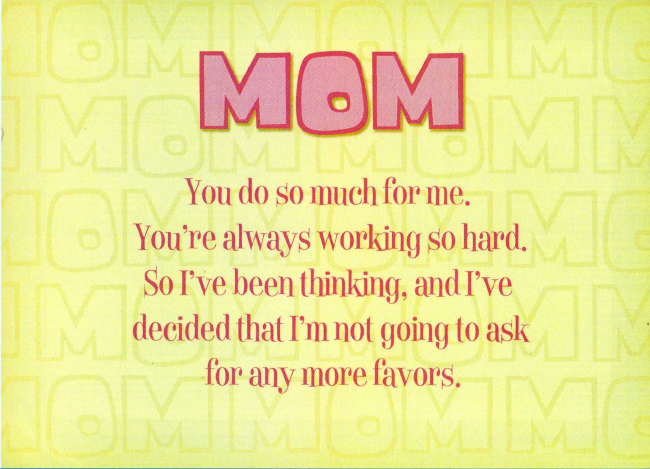 MOM
You do so much for me.
You're always working so hard.
So I've been thinking, and I've
decided that I'm not going to ask
for any more favors.